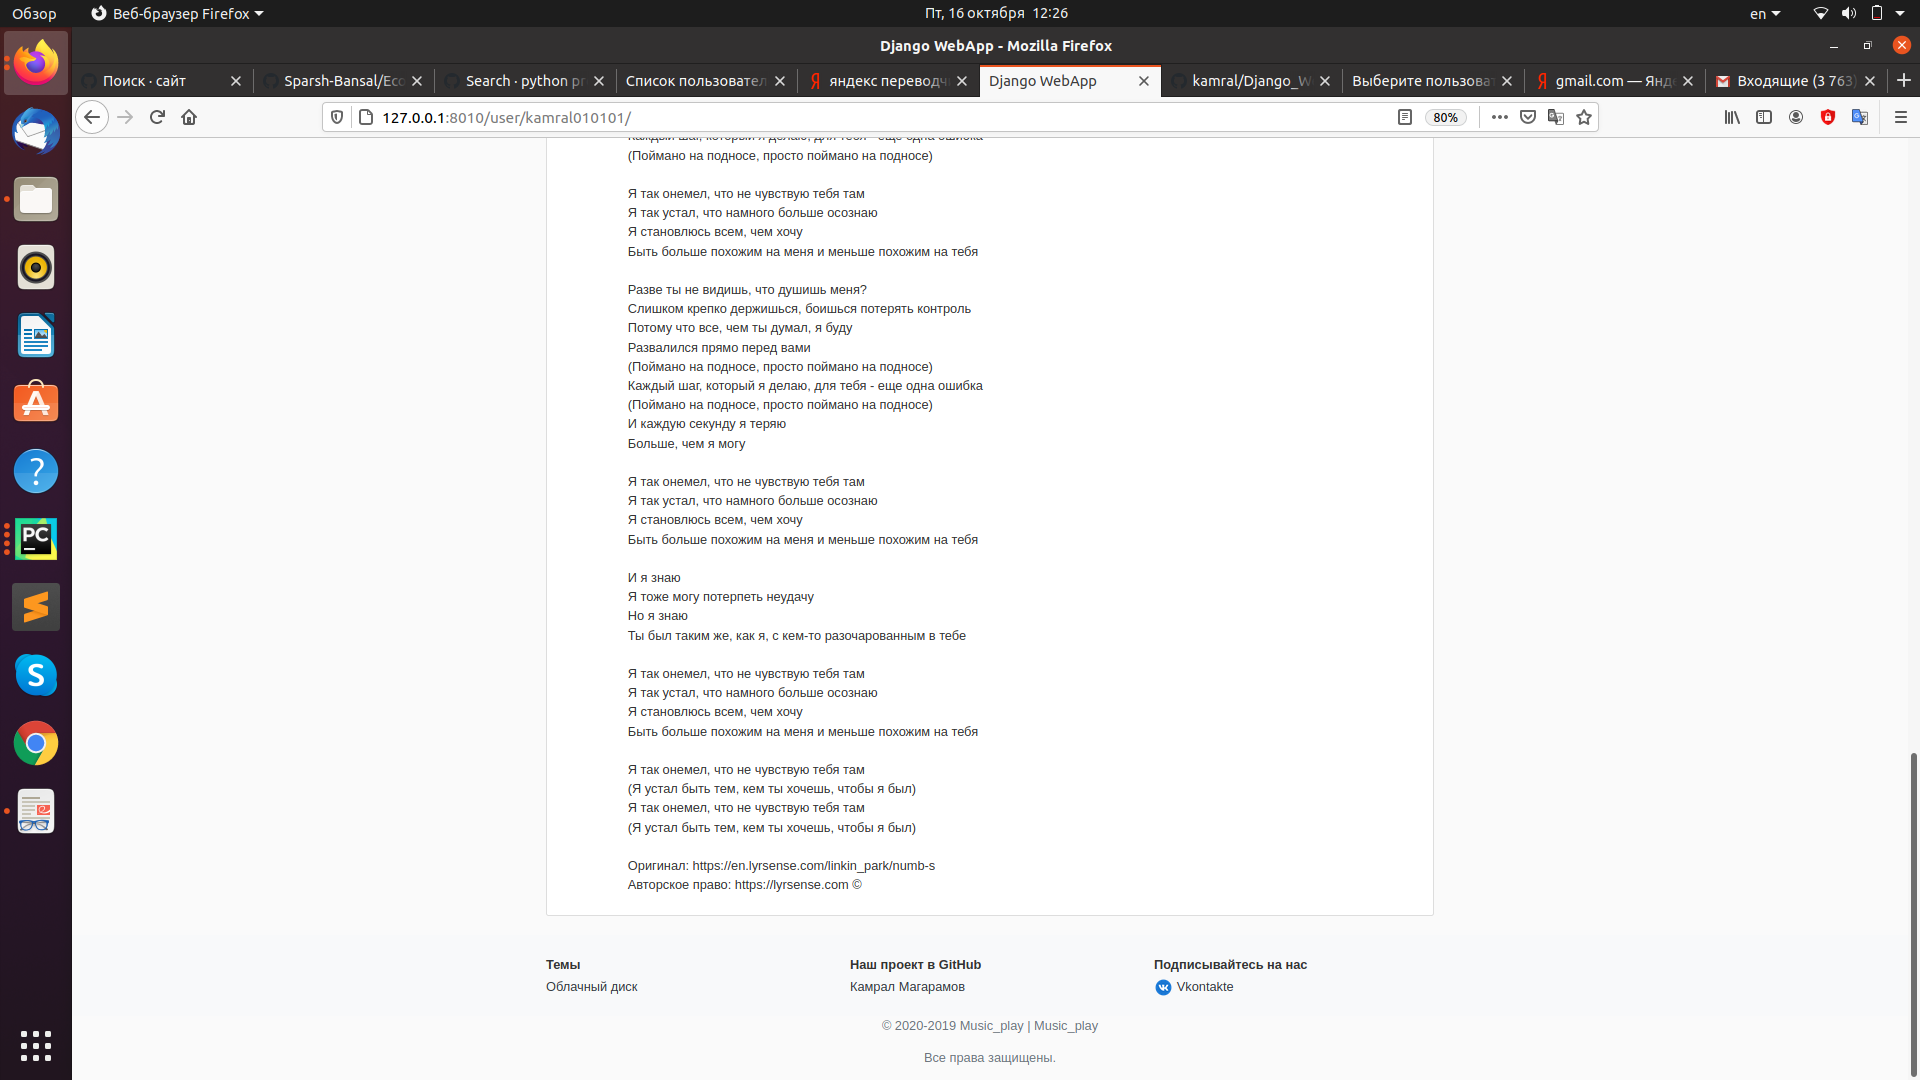 Обзор
Веб-браузер Firefox
Пт, 16 октября 12:26
en
Django WebApp - Mozilla Firefox
Поиск · сайт
Sparsh-Bansal/Eco
Search · python pr
Список пользовател
яндекс переводч
Django WebApp
kamral/Django_W
Выберите пользова
gmail.com — Янд
Входящие (3 763)
127.0.0.1:8010/user/kamral010101/
80%
Каждый шаг, который я делаю, для тебя - еще одна ошибка
(Поймано на подносе, просто поймано на подносе)
Я так онемел, что не чувствую тебя там
Я так устал, что намного больше осознаю
Я становлюсь всем, чем хочу
Быть больше похожим на меня и меньше похожим на тебя
Разве ты не видишь, что душишь меня?
Слишком крепко держишься, боишься потерять контроль
Потому что все, чем ты думал, я буду
Развалился прямо перед вами
(Поймано на подносе, просто поймано на подносе)
Каждый шаг, который я делаю, для тебя - еще одна ошибка
(Поймано на подносе, просто поймано на подносе)
И каждую секунду я теряю
Больше, чем я могу
Я так онемел, что не чувствую тебя там
Я так устал, что намного больше осознаю
Я становлюсь всем, чем хочу
Быть больше похожим на меня и меньше похожим на тебя
И я знаю
Я тоже могу потерпеть неудачу
Но я знаю
Ты был таким же, как я, с кем-то разочарованным в тебе
Я так онемел, что не чувствую тебя там
Я так устал, что намного больше осознаю
Я становлюсь всем, чем хочу
Быть больше похожим на меня и меньше похожим на тебя
Я так онемел, что не чувствую тебя там
(Я устал быть тем, кем ты хочешь, чтобы я был)
Я так онемел, что не чувствую тебя там
(Я устал быть тем, кем ты хочешь, чтобы я был)
Оригинал: https://en.lyrsense.com/linkin_park/numb-s
Авторское право: https://lyrsense.com ©
Темы
Облачный диск
Наш проект в GitHub
Камрал Магарамов
Подписывайтесь на нас
Vkontakte
© 2020-2019 Music_play | Music_play
Все права защищены.